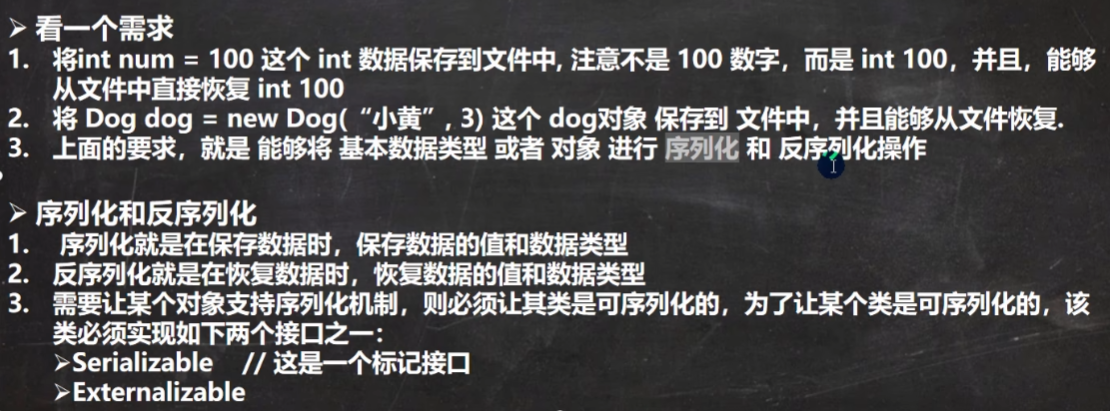 ➢ 看一个需求
1. 将int num = 100 这个 int 数据保存到文件中, 注意不是 100 数字，而是 int 100，并且，能够
从文件中直接恢复 int 100
2. 将 Dog dog = new Dog( “小黄”, 3) 这个 dog对象 保存到 文件中，并且能够从文件恢复.
3. 上面的要求，就是 能够将 基本数据类型 或者 对象 进行 序列化 和 反序列化操作
➢ 序列化和反序列化
1. 序列化就是在保存数据时，保存数据的值和数据类型
2. 反序列化就是在恢复数据时，恢复数据的值和数据类型
3. 需要让某个对象支持序列化机制，则必须让其类是可序列化的，为了让某个类是可序列化的，该
类必须实现如下两个接口之一：
➢Serializable // 这是一个标记接口
➢Externalizable